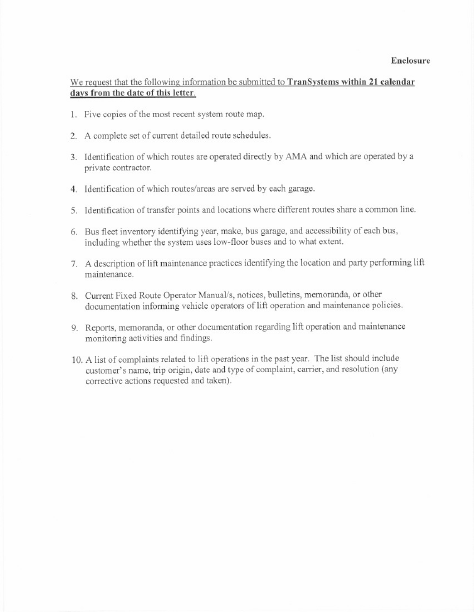 Enclosure
We request that the following information be submitted to TranSystems within 21 calendar
days from the date of this letter.
1. Five copies of the most recent system route map.
2. A complete set of current detailed route schedules.
3. Identification of which routes are operated directly by AMA and which are operated by a
private contractor.
4. Identification of which routes/areas are served by each garage.
5. Identification of transfer points and locations where different routes share a common line.
6. Bus fleet inventory identifying year, make, bus garage, and accessibility of each bus,
including whether the system uses low-floor buses and to what extent.
7. A description of lift maintenance practices identifying the location and party performing lift
maintenance.
8. Current Fixed Route Operator Manual/s, notices, bulletins, memoranda, or other
documentation informing vehicle operators of lift operation and maintenance policies.
9. Reports, memoranda, or other documentation regarding lift operation and maintenance
monitoring activities and findings.
10. A list of complaints related to lift operations in the past year. The list should include
customer's name, trip origin, date and type of complaint, carrier, and resolution (any
corrective actions requested and taken).